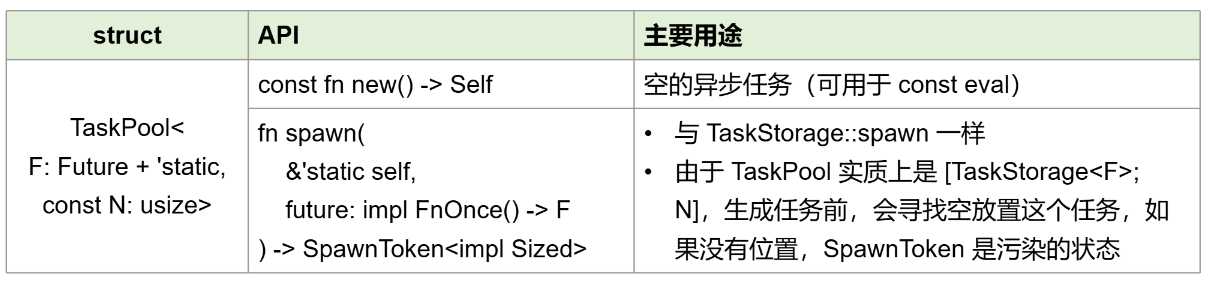 struct
API
主要用途
TaskPool<
F: Future + 'static,
const N: usize>
const fn new() -> Self
空的异步任务（可用于 const eval）
fn spawn(
&'static self,
future: impl FnOnce() -> F
) -> SpawnToken<impl Sized>
• 与 TaskStorage::spawn 一样
• 由于 TaskPool 实质上是 [TaskStorage<F>;
N]，生成任务前，会寻找空放置这个任务，如
果没有位置，SpawnToken 是污染的状态